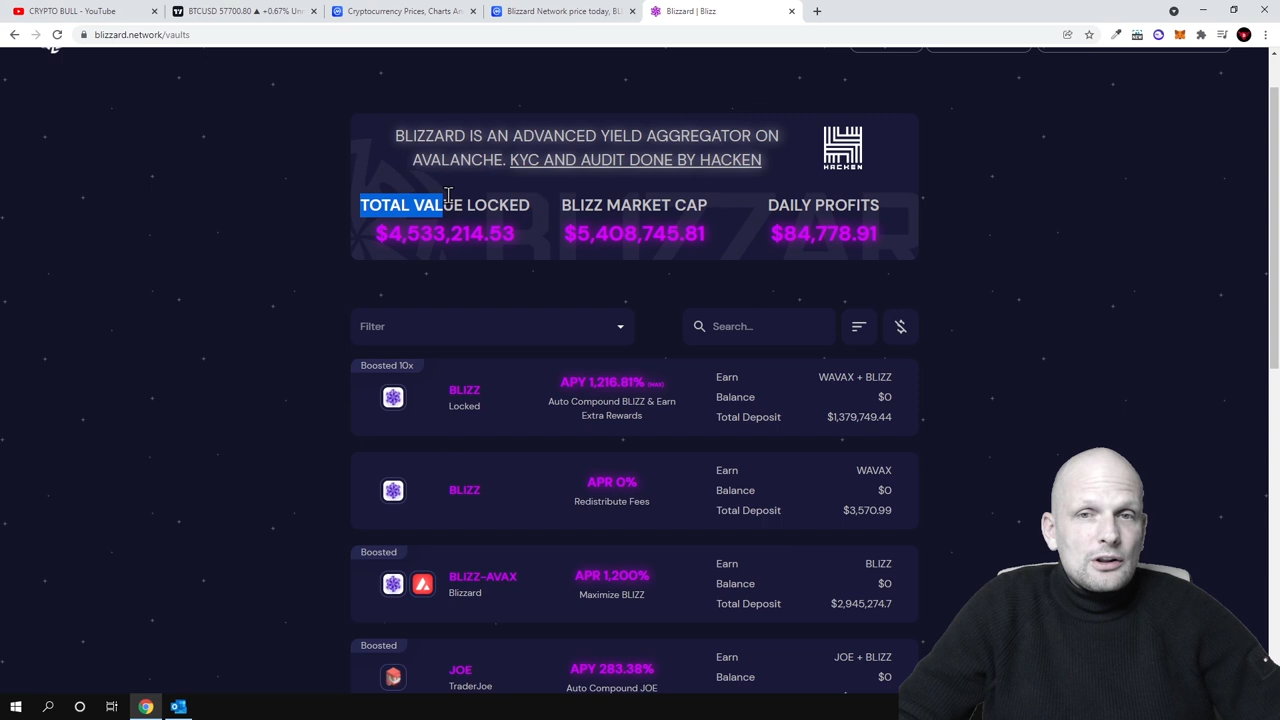 CRYPTO BULL - YouTube
BTCUSD 57700.80 ▲ +0.67% Un
Cryptocurrency Prices, Charts An
Blizzard Network price today, BLI
Blizzard | Blizz
blizzard.network/vaults
BLIZZARD IS AN ADVANCED YIELD AGGREGATOR ON
AVALANCHE. KYC AND AUDIT DONE BY HACKEN
HACKEN
TOTAL VALUE LOCKED
$4,533,214.53
BLIZZ MARKET CAP
$5,408,745.81
DAILY PROFITS
$84,778.91
Filter
Search...
Boosted 10x
BLIZZ
Locked
APY 1,216.81% (MAX)
Auto Compound BLIZZ & Earn
Extra Rewards
Earn WAVAX + BLIZZ
Balance $0
Total Deposit $1,379,749.44
BLIZZ
APR 0%
Redistribute Fees
Earn WAVAX
Balance $0
Total Deposit $3,570.99
Boosted
BLIZZ-AVAX
Blizzard
APR 1,200%
Maximize BLIZZ
Earn BLIZZ
Balance $0
Total Deposit $2,945,274.7
Boosted
JOE
TraderJoe
APY 283.38%
Auto Compound JOE
Earn JOE + BLIZZ
Balance $0